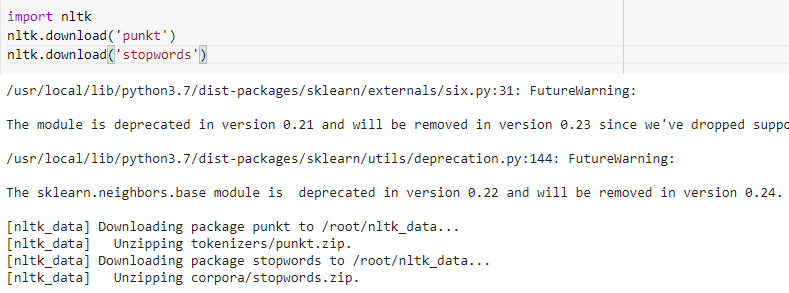 import nltk
nltk.download('punkt')
nltk.download('stopwords')
/usr/local/lib/python3.7/dist-packages/sklearn/externals/six.py:31: FutureWarning:
The module is deprecated in version 0.21 and will be removed in version 0.23 since we've dropped
/usr/local/lib/python3.7/dist-packages/sklearn/utils/deprecation.py:144: FutureWarning:
The sklearn.neighbors.base module is  deprecated in version 0.22 and will be removed in version 0.24.
[nltk_data] Downloading package punkt to /root/nltk_data...
[nltk_data]   Unzipping tokenizers/punkt.zip.
[nltk_data] Downloading package stopwords to /root/nltk_data...
[nltk_data]   Unzipping corpora/stopwords.zip.